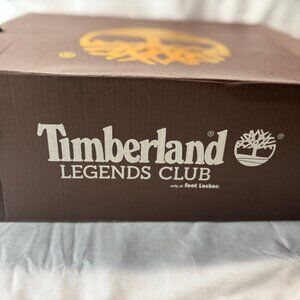 Timberland®
LEGENDS CLUB
only at Foot Locker.